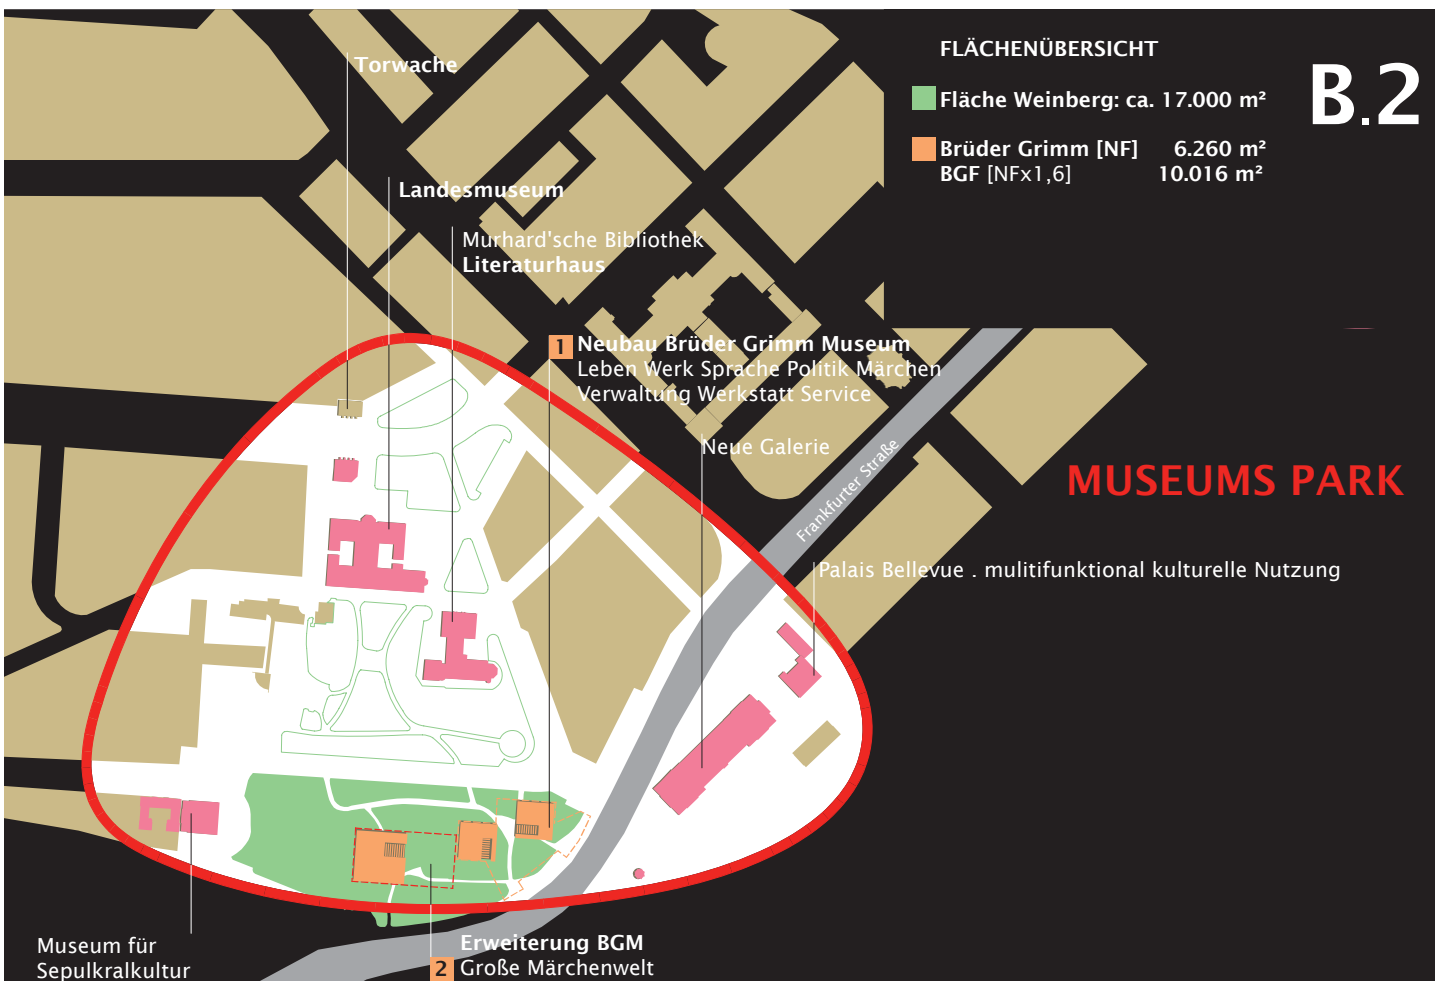 FLÄCHENÜBERSICHT
B.2
Fläche Weinberg: ca. 17.000 m²
Brüder Grimm [NF] 6.260 m²
BGF [NFx1,6] 10.016 m²
Torwache
Landesmuseum
Murhard'sche Bibliothek
Literaturhaus
1 Neubau Brüder Grimm Museum
Leben Werk Sprache Politik Märchen
Verwaltung Werkstatt Service
Neue Galerie
Frankfurter Straße
MUSEUMS PARK
Palais Bellevue . mulitifunktional kulturelle Nutzung
Museum für
Sepulkralkultur
Erweiterung BGM
2 Große Märchenwelt